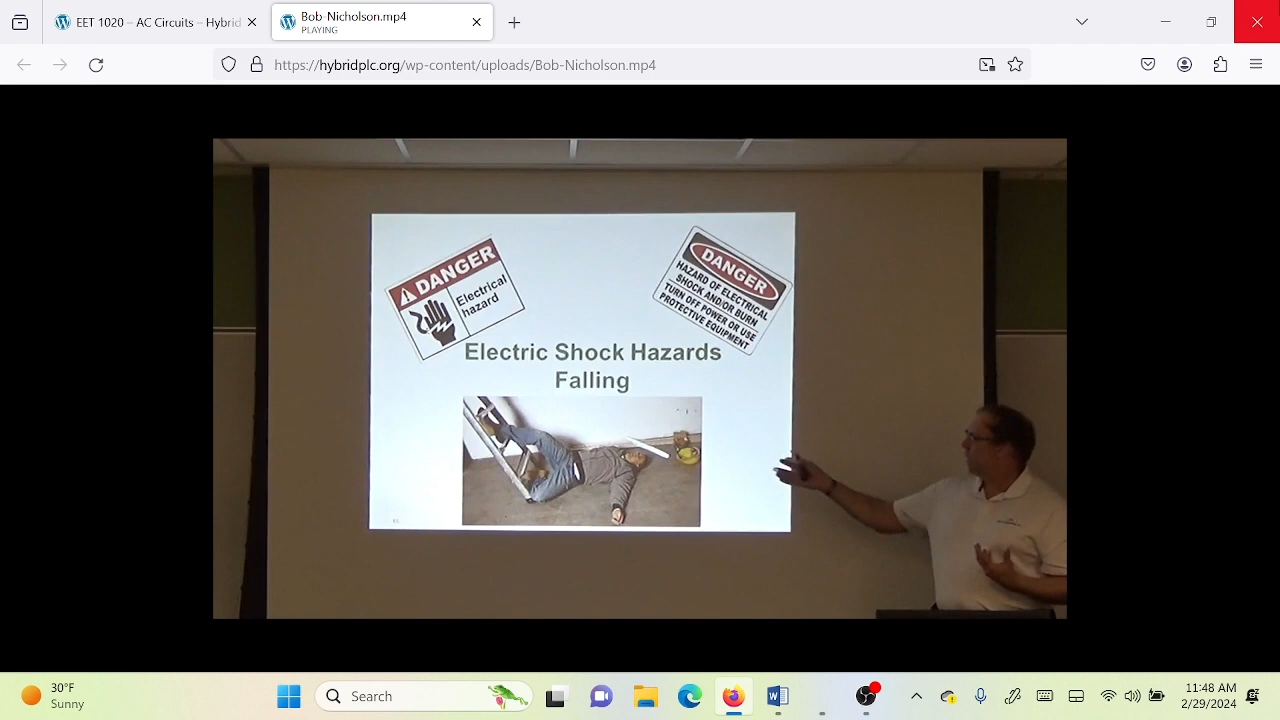 EET 1020 – AC Circuits – Hybrid
Bob-Nicholson.mp4
PLAYING
https://hybridplc.org/wp-content/uploads/Bob-Nicholson.mp4
DANGER
Electrical
hazard
DANGER
HAZARD OF ELECTRICAL
SHOCK AND/OR BURN
TURN OFF POWER OR USE
PROTECTIVE EQUIPMENT
Electric Shock Hazards
Falling
30°F
Sunny
Search
11:48 AM
2/29/2024